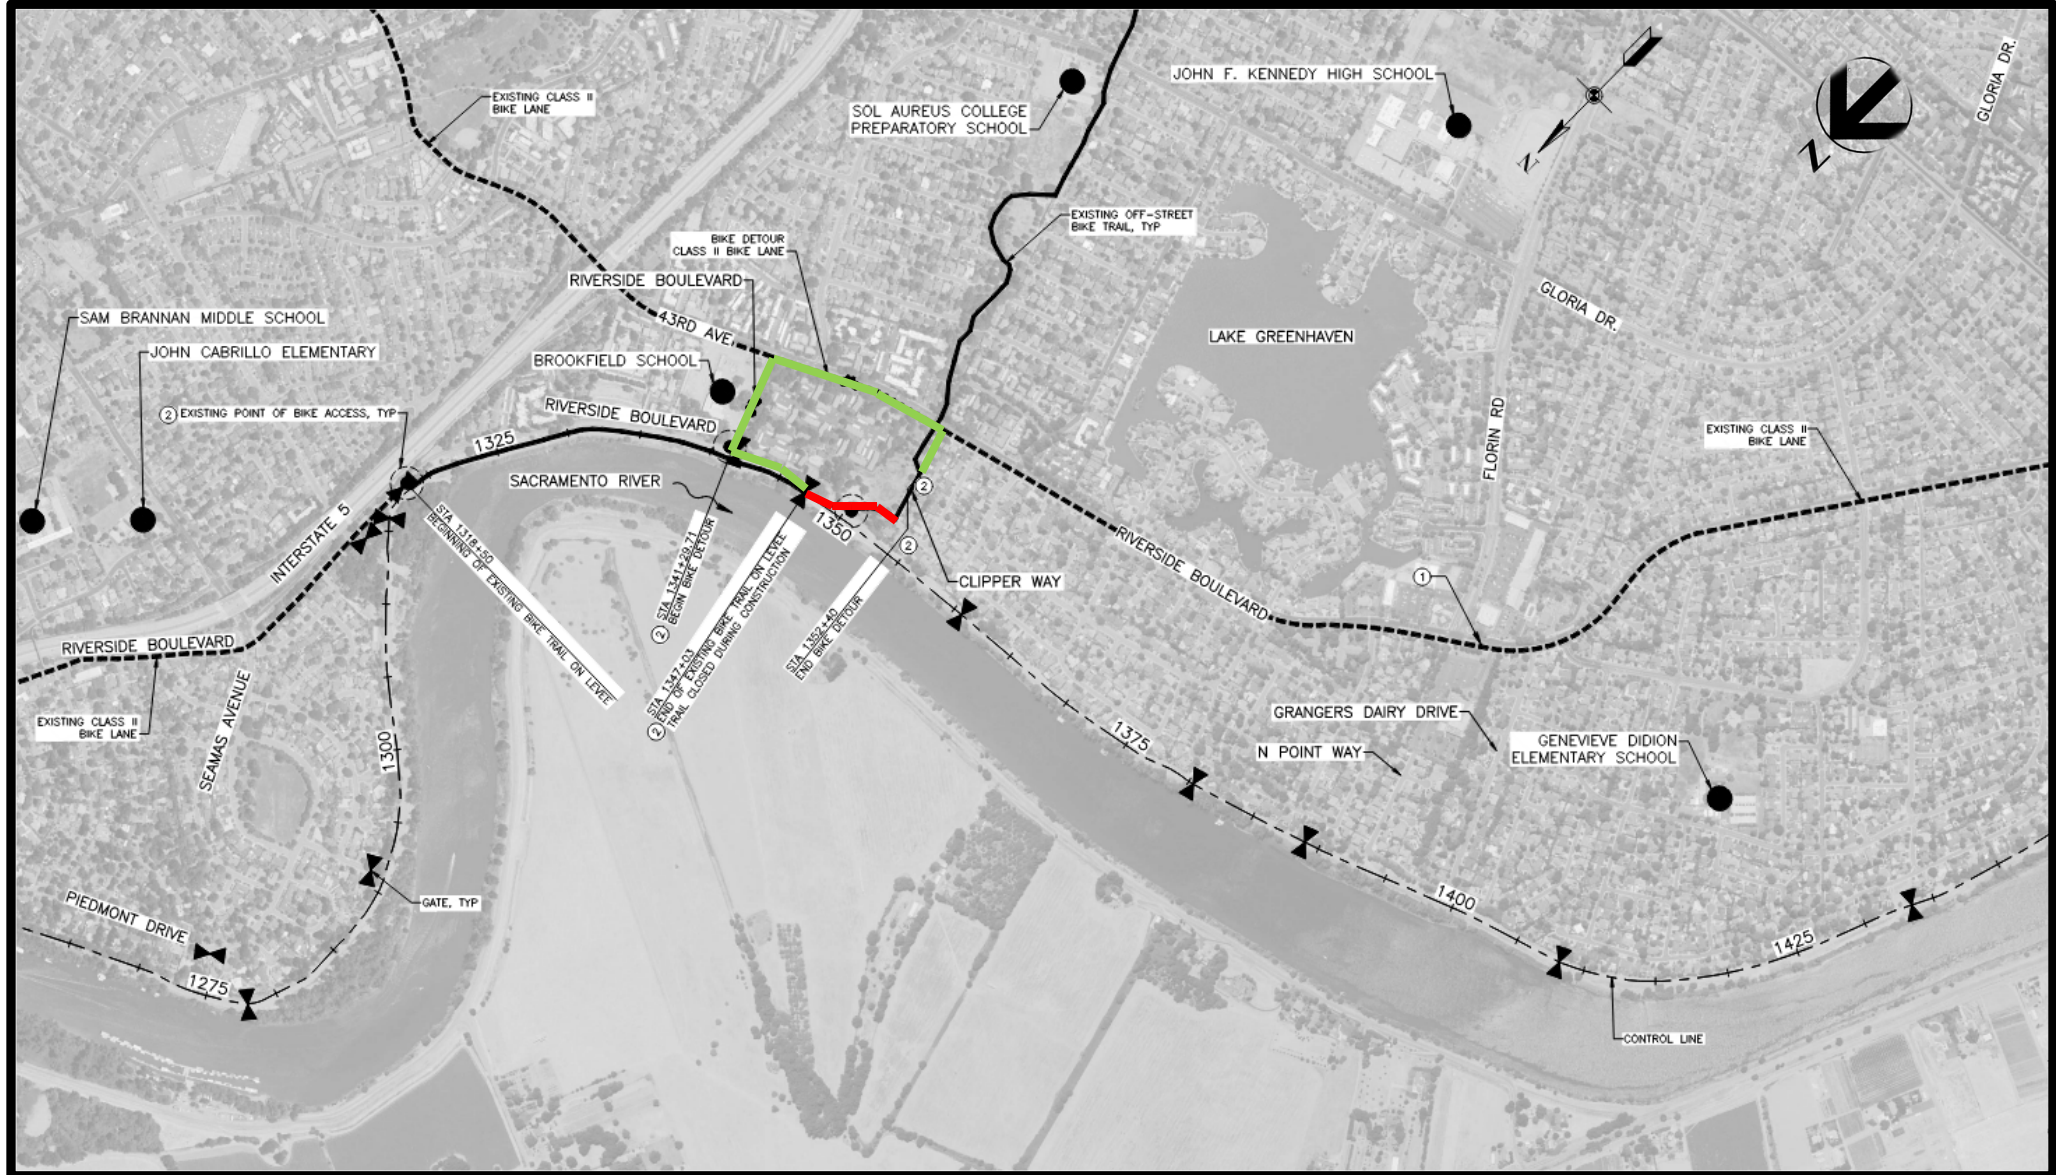 EXISTING CLASS II
BIKE LANE
SOL AUREUS COLLEGE
PREPARATORY SCHOOL
JOHN F. KENNEDY HIGH SCHOOL
N
N
GLORIA DR.
EXISTING OFF-STREET
BIKE TRAIL, TYP
BIKE DETOUR
CLASS II BIKE LANE
RIVERSIDE BOULEVARD
GLORIA DR.
SAM BRANNAN MIDDLE SCHOOL
43RD AVE.
LAKE GREENHAVEN
JOHN CABRILLO ELEMENTARY
BROOKFIELD SCHOOL
2 EXISTING POINT OF BIKE ACCESS, TYP
RIVERSIDE BOULEVARD
1325
FLORIN RD
EXISTING CLASS II
BIKE LANE
SACRAMENTO RIVER
2
INTERSTATE 5
STA 1318+50
BEGINNING OF EXISTING BIKE TRAIL ON LEVEE
1350
2
2 STA 1341+29.71
BEGIN BIKE DETOUR
STA 1347+03
2 END OF EXISTING BIKE TRAIL ON LEVEE
TRAIL CLOSED DURING CONSTRUCTION
STA 1352+40
END BIKE DETOUR
CLIPPER WAY
RIVERSIDE BOULEVARD
1
RIVERSIDE BOULEVARD
EXISTING CLASS II
BIKE LANE
SEAMAS AVENUE
1300
1375
GRANGERS DAIRY DRIVE
N POINT WAY
GENEVIEVE DIDION
ELEMENTARY SCHOOL
GATE, TYP
PIEDMONT DRIVE
1275
1400
1425
CONTROL LINE